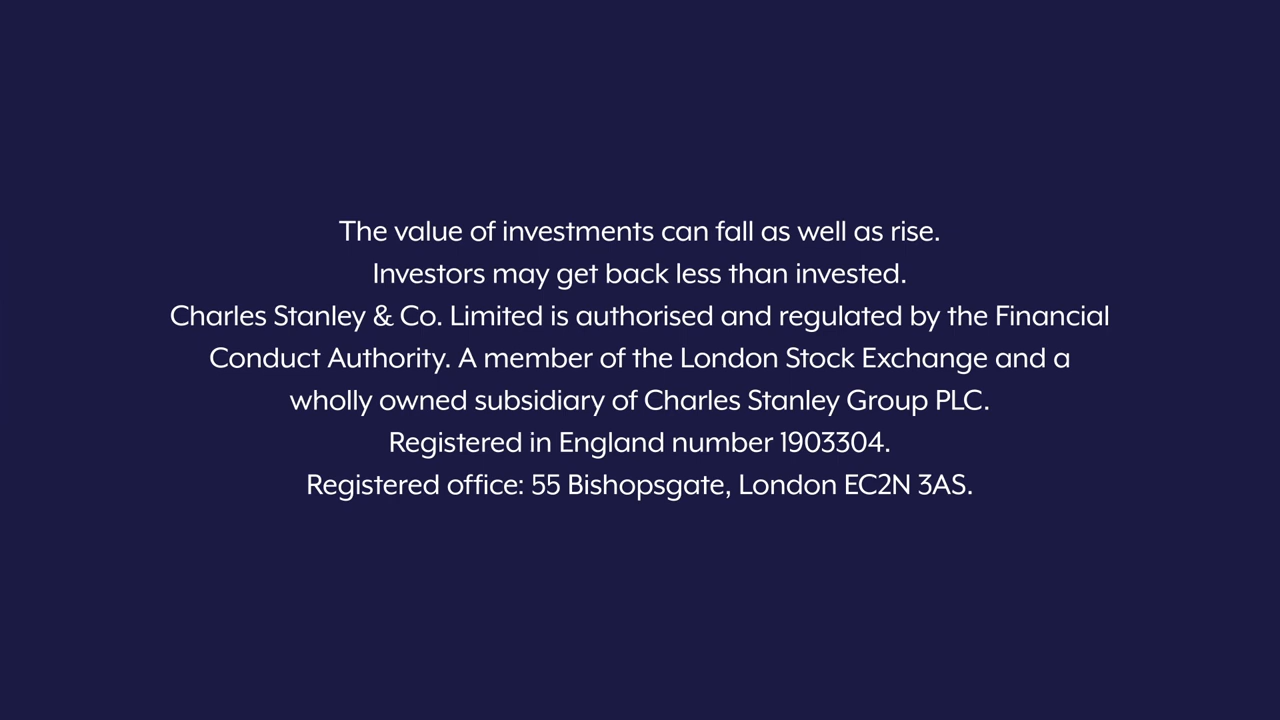 The value of investments can fall as well as rise.
Investors may get back less than invested.
Charles Stanley & Co. Limited is authorised and regulated by the Financial
Conduct Authority. A member of the London Stock Exchange and a
wholly owned subsidiary of Charles Stanley Group PLC.
Registered in England number 1903304.
Registered office: 55 Bishopsgate, London EC2N 3AS.